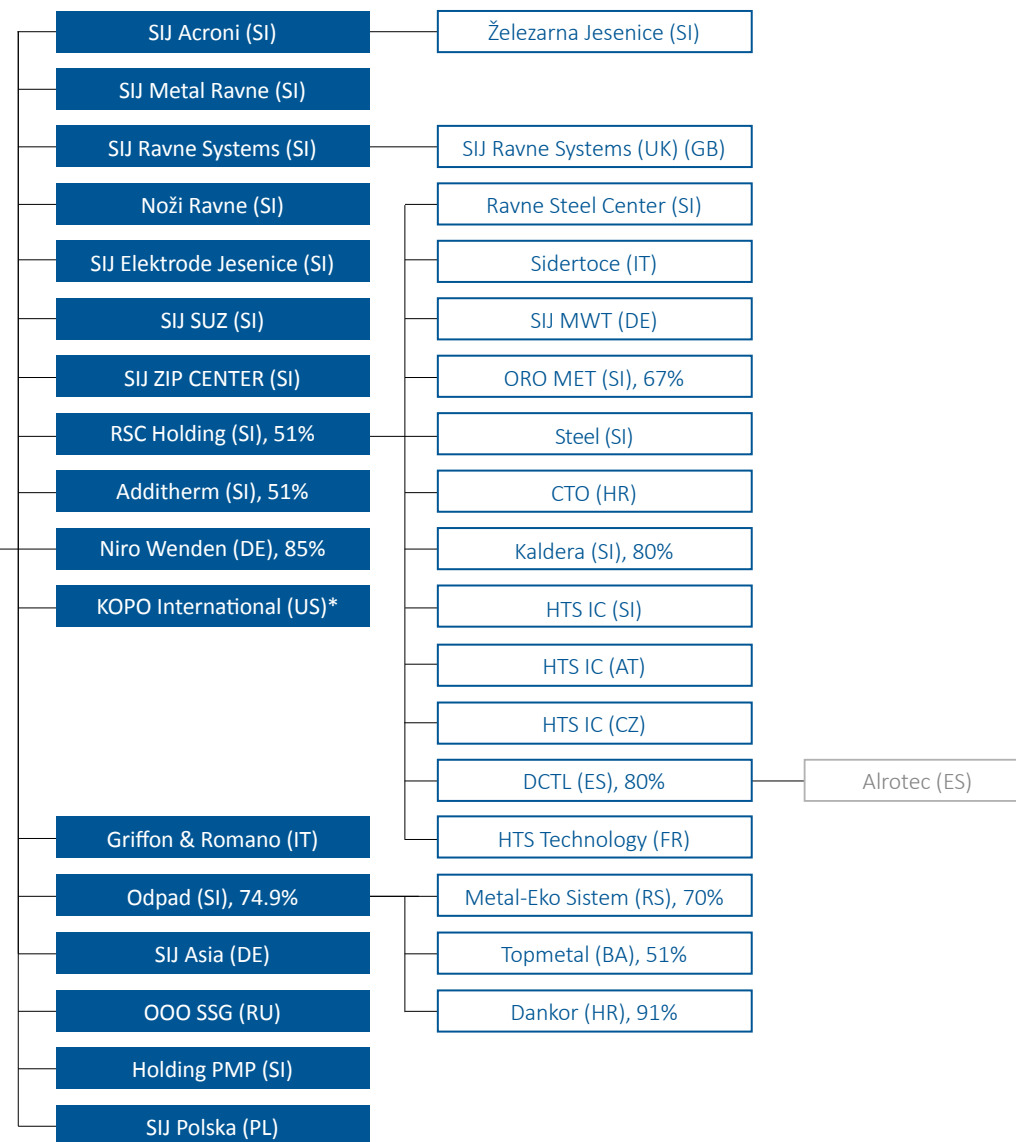 SIJ Acroni (SI)
Železarna Jesenice (SI)
SIJ Metal Ravne (SI)
SIJ Ravne Systems (SI)
SIJ Ravne Systems (UK) (GB)
Noži Ravne (SI)
Ravne Steel Center (SI)
SIJ Elektrode Jesenice (SI)
Sidertoce (IT)
SIJ SUZ (SI)
SIJ MWT (DE)
SIJ ZIP CENTER (SI)
ORO MET (SI), 67%
RSC Holding (SI), 51%
Steel (SI)
Additherm (SI), 51%
CTO (HR)
Niro Wenden (DE), 85%
Kaldera (SI), 80%
KOPO International (US)*
HTS IC (SI)
HTS IC (AT)
HTS IC (CZ)
DCTL (ES), 80%
Alrotec (ES)
Griffon & Romano (IT)
HTS Technology (FR)
Odpad (SI), 74.9%
Metal-Eko Sistem (RS), 70%
SIJ Asia (DE)
Topmetal (BA), 51%
OOO SSG (RU)
Dankor (HR), 91%
Holding PMP (SI)
SIJ Polska (PL)